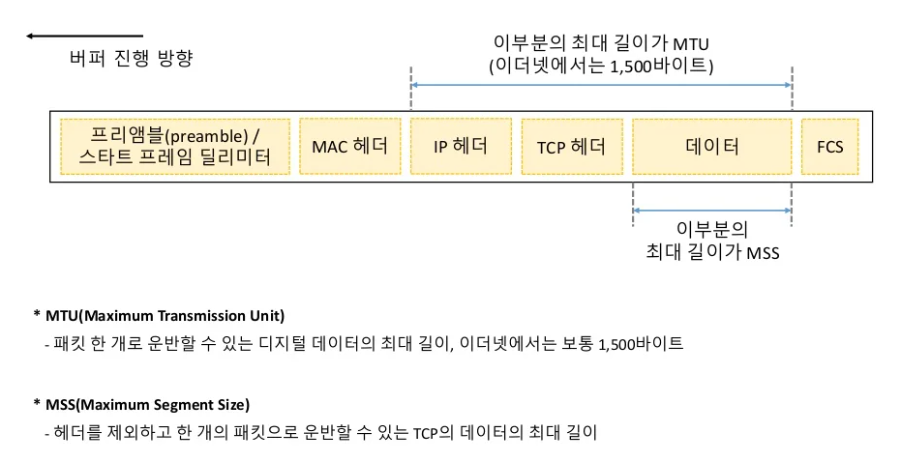 버퍼 진행 방향
이부분의 최대 길이가 MTU
(이더넷에서는 1,500바이트)
프리앰블(preamble) /
스타트 프레임 딜리미터
MAC 헤더
IP 헤더
TCP 헤더
데이터
FCS
이부분의
최대 길이가 MSS
* MTU(Maximum Transmission Unit)
- 패킷 한 개로 운반할 수 있는 디지털 데이터의 최대 길이, 이더넷에서는 보통 1,500바이트
* MSS(Maximum Segment Size)
- 헤더를 제외하고 한 개의 패킷으로 운반할 수 있는 TCP의 데이터의 최대 길이